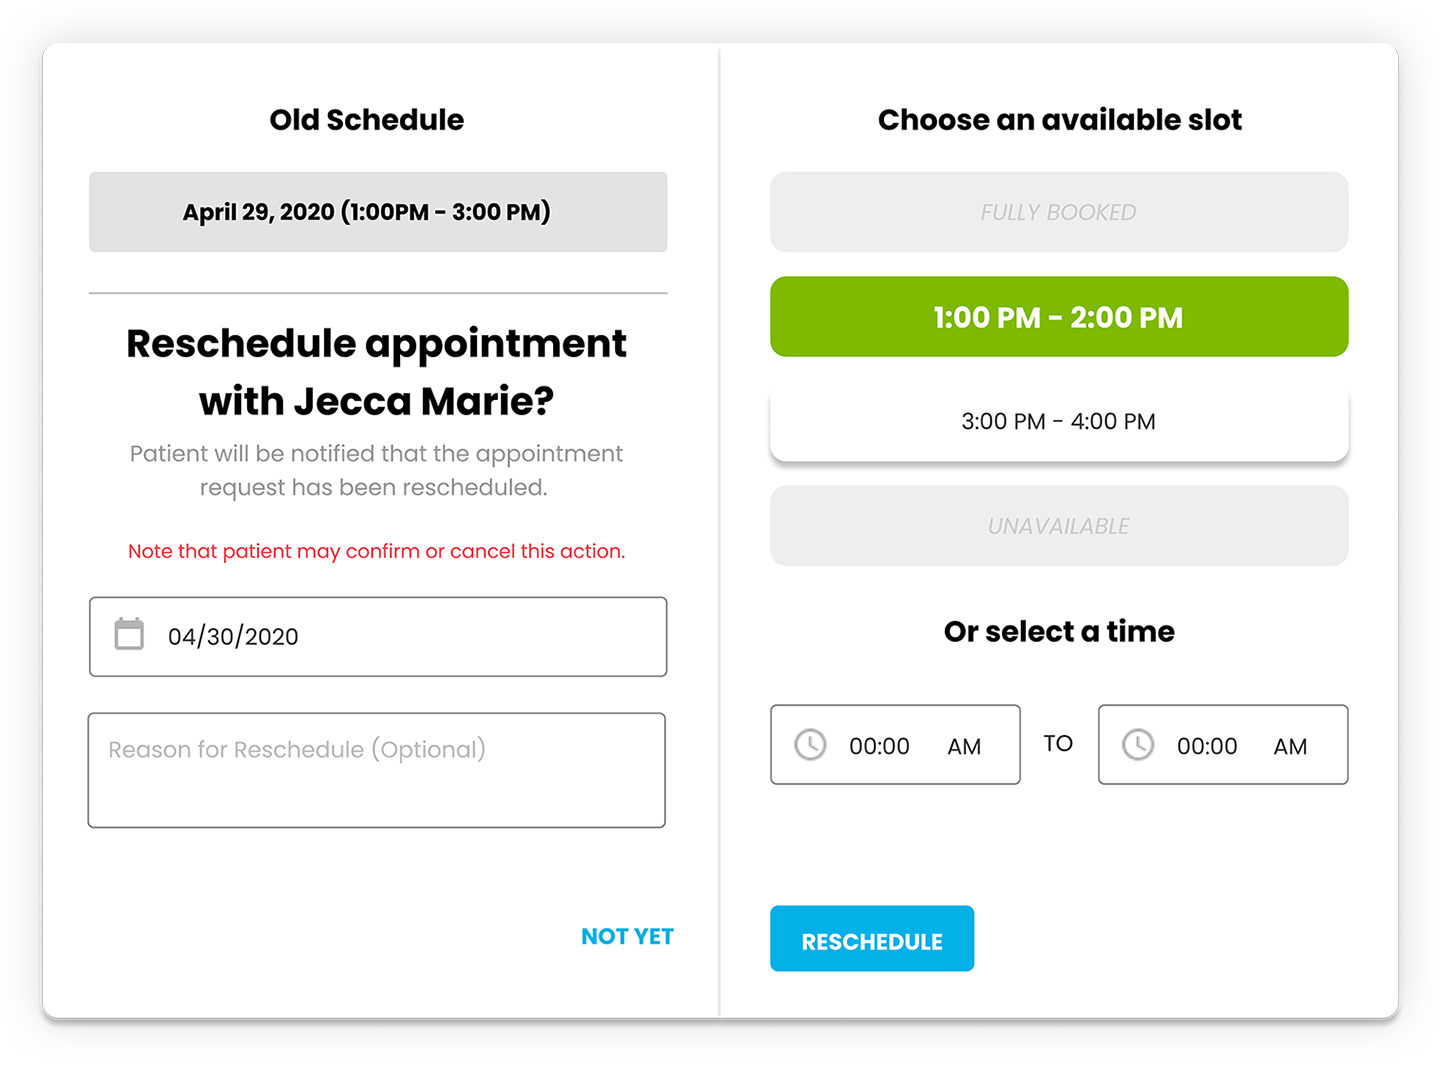 Old Schedule
April 29, 2020 (1:00PM - 3:00 PM)
Reschedule appointment
with Jecca Marie?
Patient will be notified that the appointment
request has been rescheduled.
Note that patient may confirm or cancel this action.
04/30/2020
Reason for Reschedule (Optional)
NOT YET
Choose an available slot
FULLY BOOKED
1:00 PM - 2:00 PM
3:00 PM - 4:00 PM
UNAVAILABLE
Or select a time
00:00 AM TO 00:00 AM
RESCHEDULE